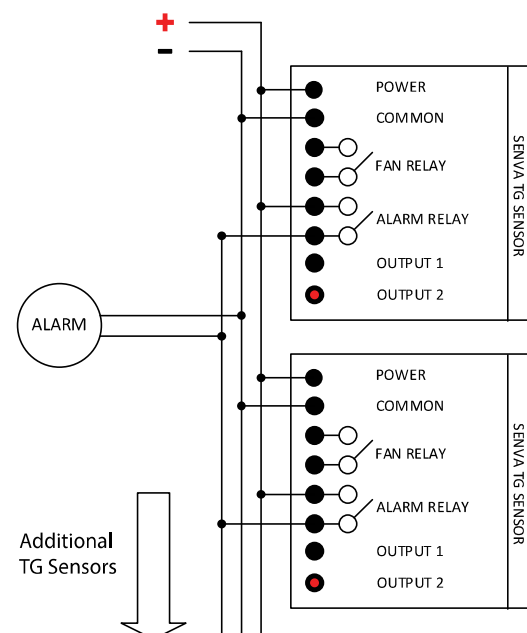 +
-
POWER
COMMON
FAN RELAY
ALARM RELAY
OUTPUT 1
OUTPUT 2
SENVA TG SENSOR
ALARM
POWER
COMMON
FAN RELAY
ALARM RELAY
OUTPUT 1
OUTPUT 2
SENVA TG SENSOR
Additional
TG Sensors